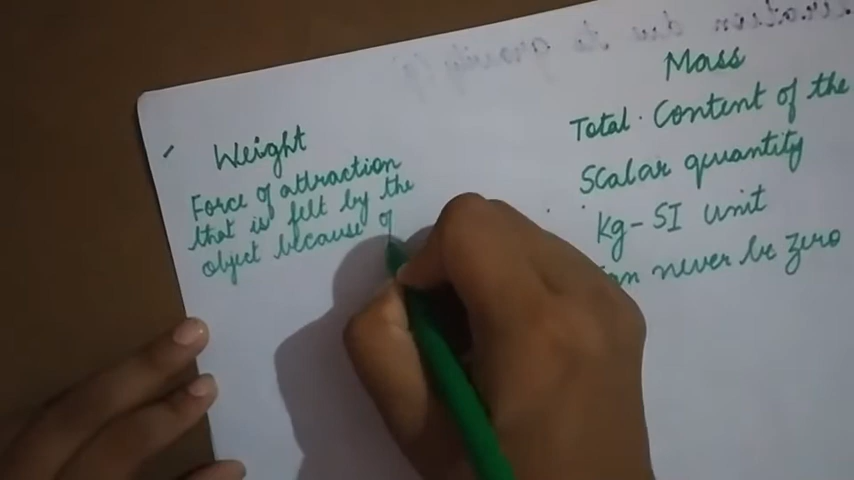 Weight
Force of attraction
that is felt by the
object because of
Mass
Total Content of the
Scalar quantity
Kg-SI unit
never be zero